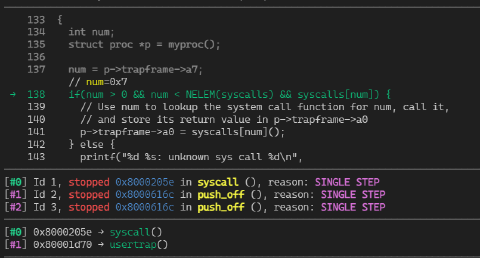 133 {
134 int num;
135 struct proc *p = myproc();
136
137 num = p->trapframe->a7;
// num=0x7
→ 138 if(num > 0 && num < NELEM(syscalls) && syscalls[num]) {
139 // Use num to lookup the system call function for num, call it,
140 // and store its return value in p->trapframe->a0
141 p->trapframe->a0 = syscalls[num]();
142 } else {
143 printf("%d %s: unknown sys call %d\n",
[#0] Id 1, stopped 0x8000205e in syscall (), reason: SINGLE STEP
[#1] Id 2, stopped 0x8000616c in push_off (), reason: SINGLE STEP
[#2] Id 3, stopped 0x8000616c in push_off (), reason: SINGLE STEP
[#0] 0x8000205e → syscall()
[#1] 0x80001d70 → usertrap()